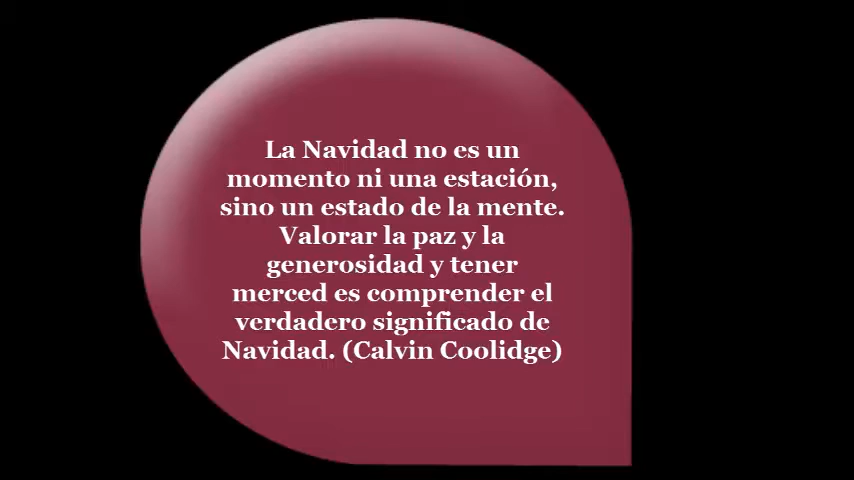 La Navidad no es un
momento ni una estación,
sino un estado de la mente.
Valorar la paz y la
generosidad y tener
merced es comprender el
verdadero significado de
Navidad. (Calvin Coolidge)